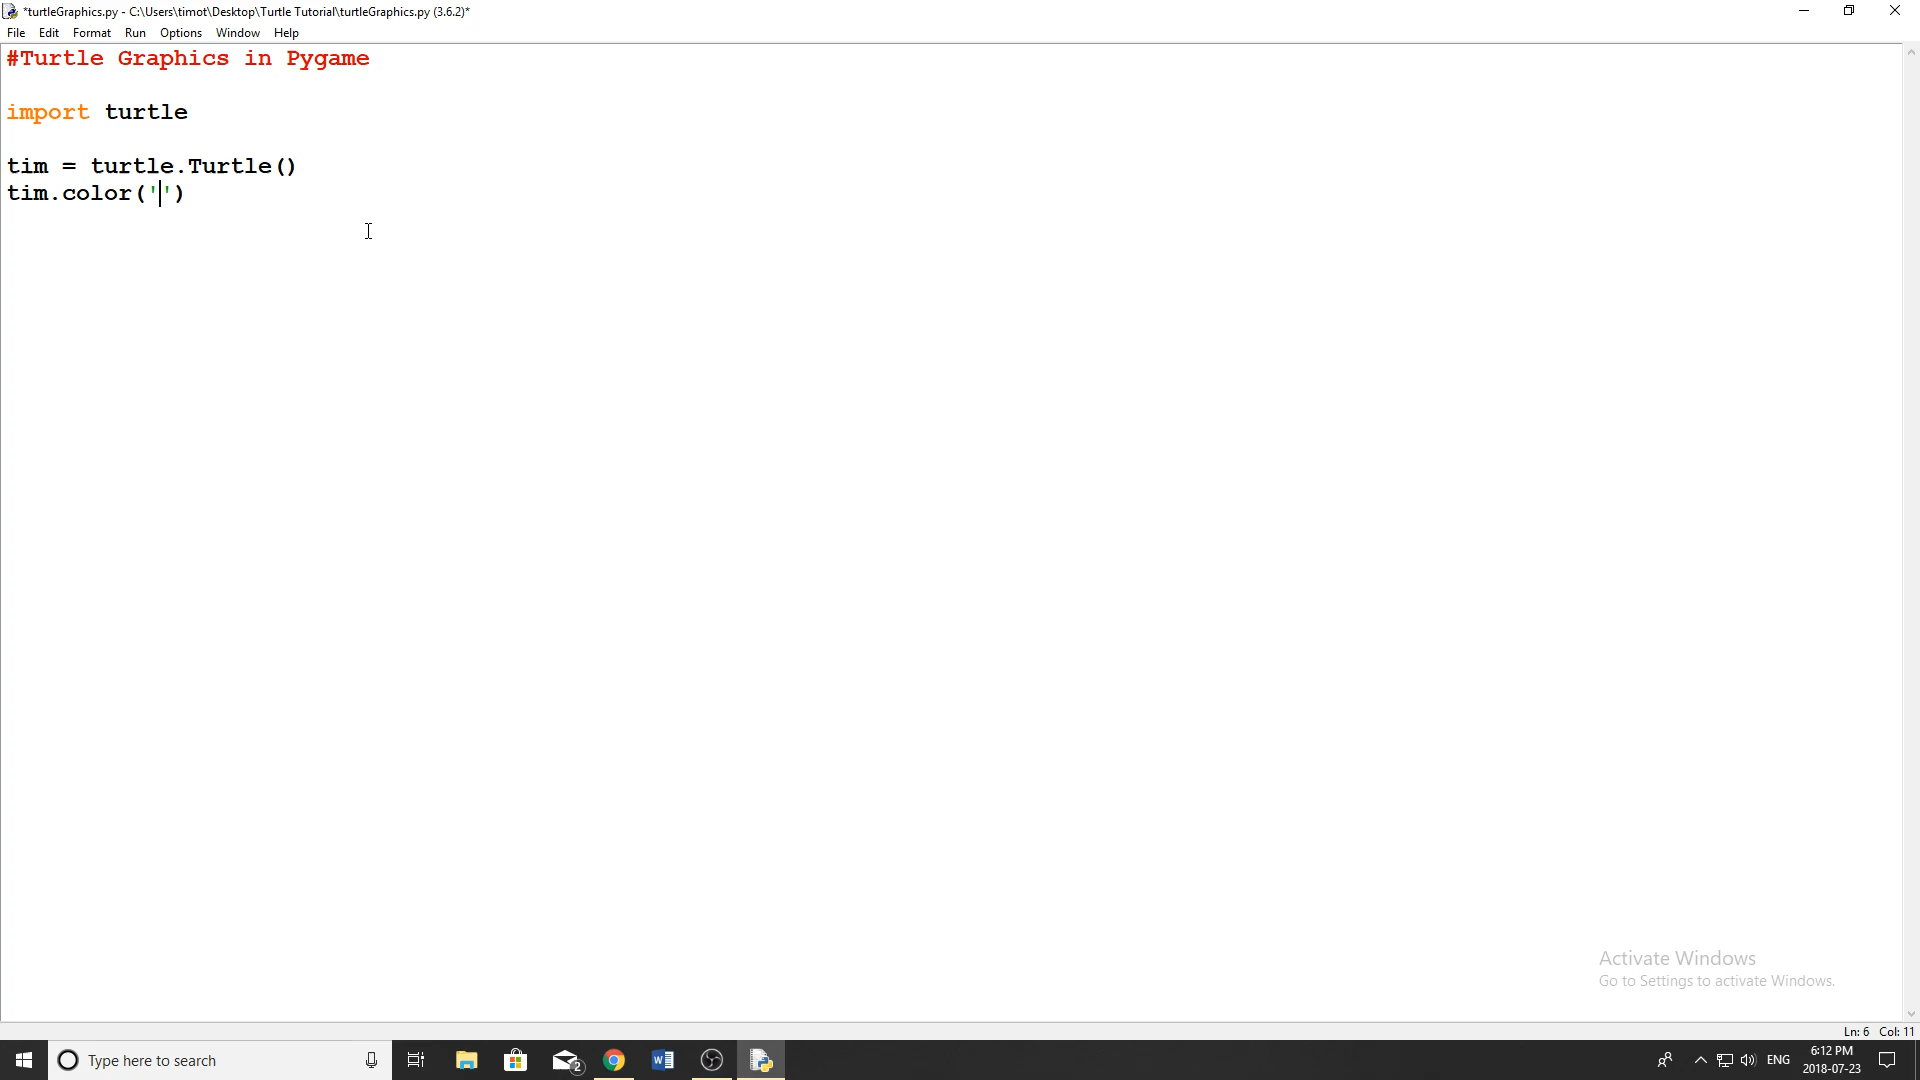 *turtleGraphics.py - C:\Users\timot\Desktop\Turtle Tutorial\turtleGraphics.py (3.6.2)*
File Edit Format Run Options Window Help
#Turtle Graphics in Pygame
import turtle
tim = turtle.Turtle()
tim.color('')
Activate Windows
Go to Settings to activate Windows.
Ln: 6 Col: 11
Type here to search
2
ENG
6:12 PM
2018-07-23